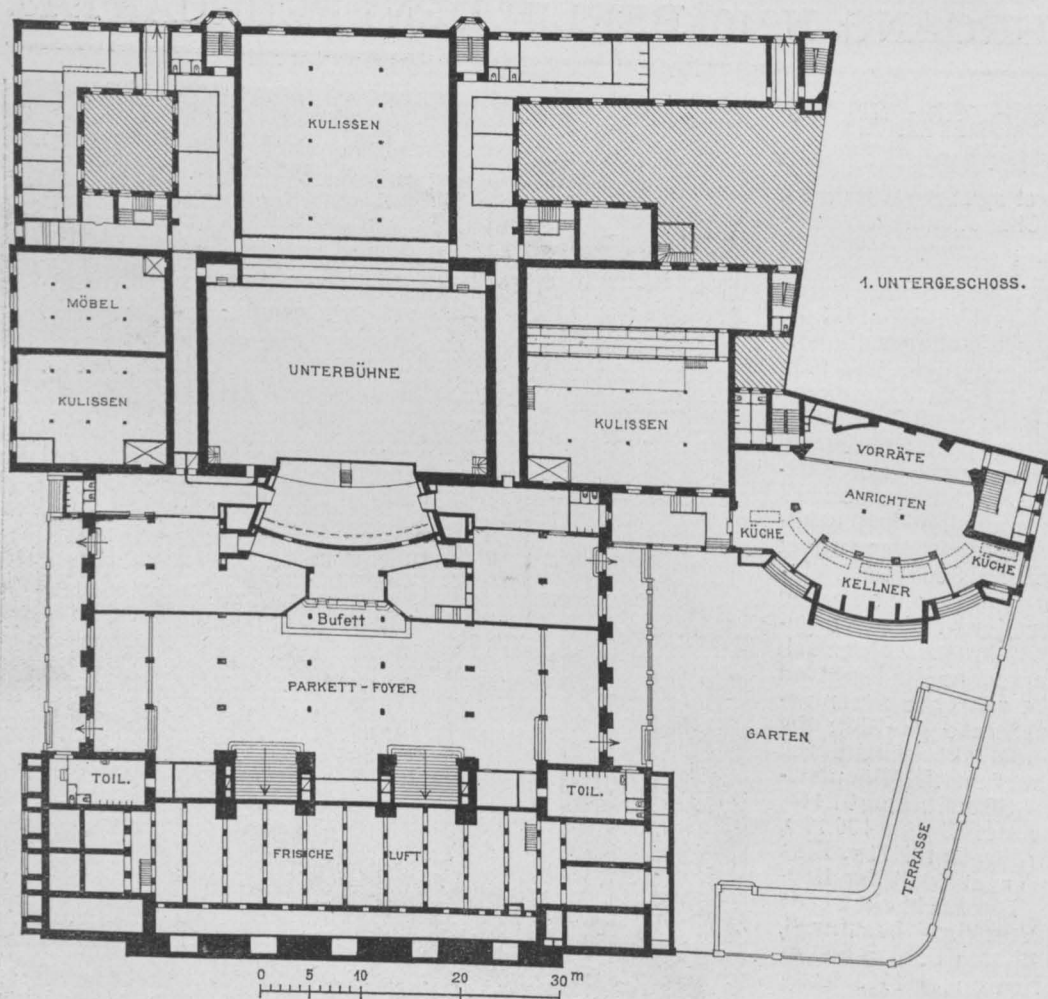 KULISSEN
1. UNTERGESCHOSS.
MÖBEL
UNTERBÜHNE
KULISSEN
KULISSEN
VORRÄTE
ANRICHTEN
KÜCHE
KÜCHE
KELLNER
Bufett
PARKETT-FOYER
GARTEN
TOIL.
TOIL.
FRISCHE LUFT
TERRASSE
0 5 10 20 30 m